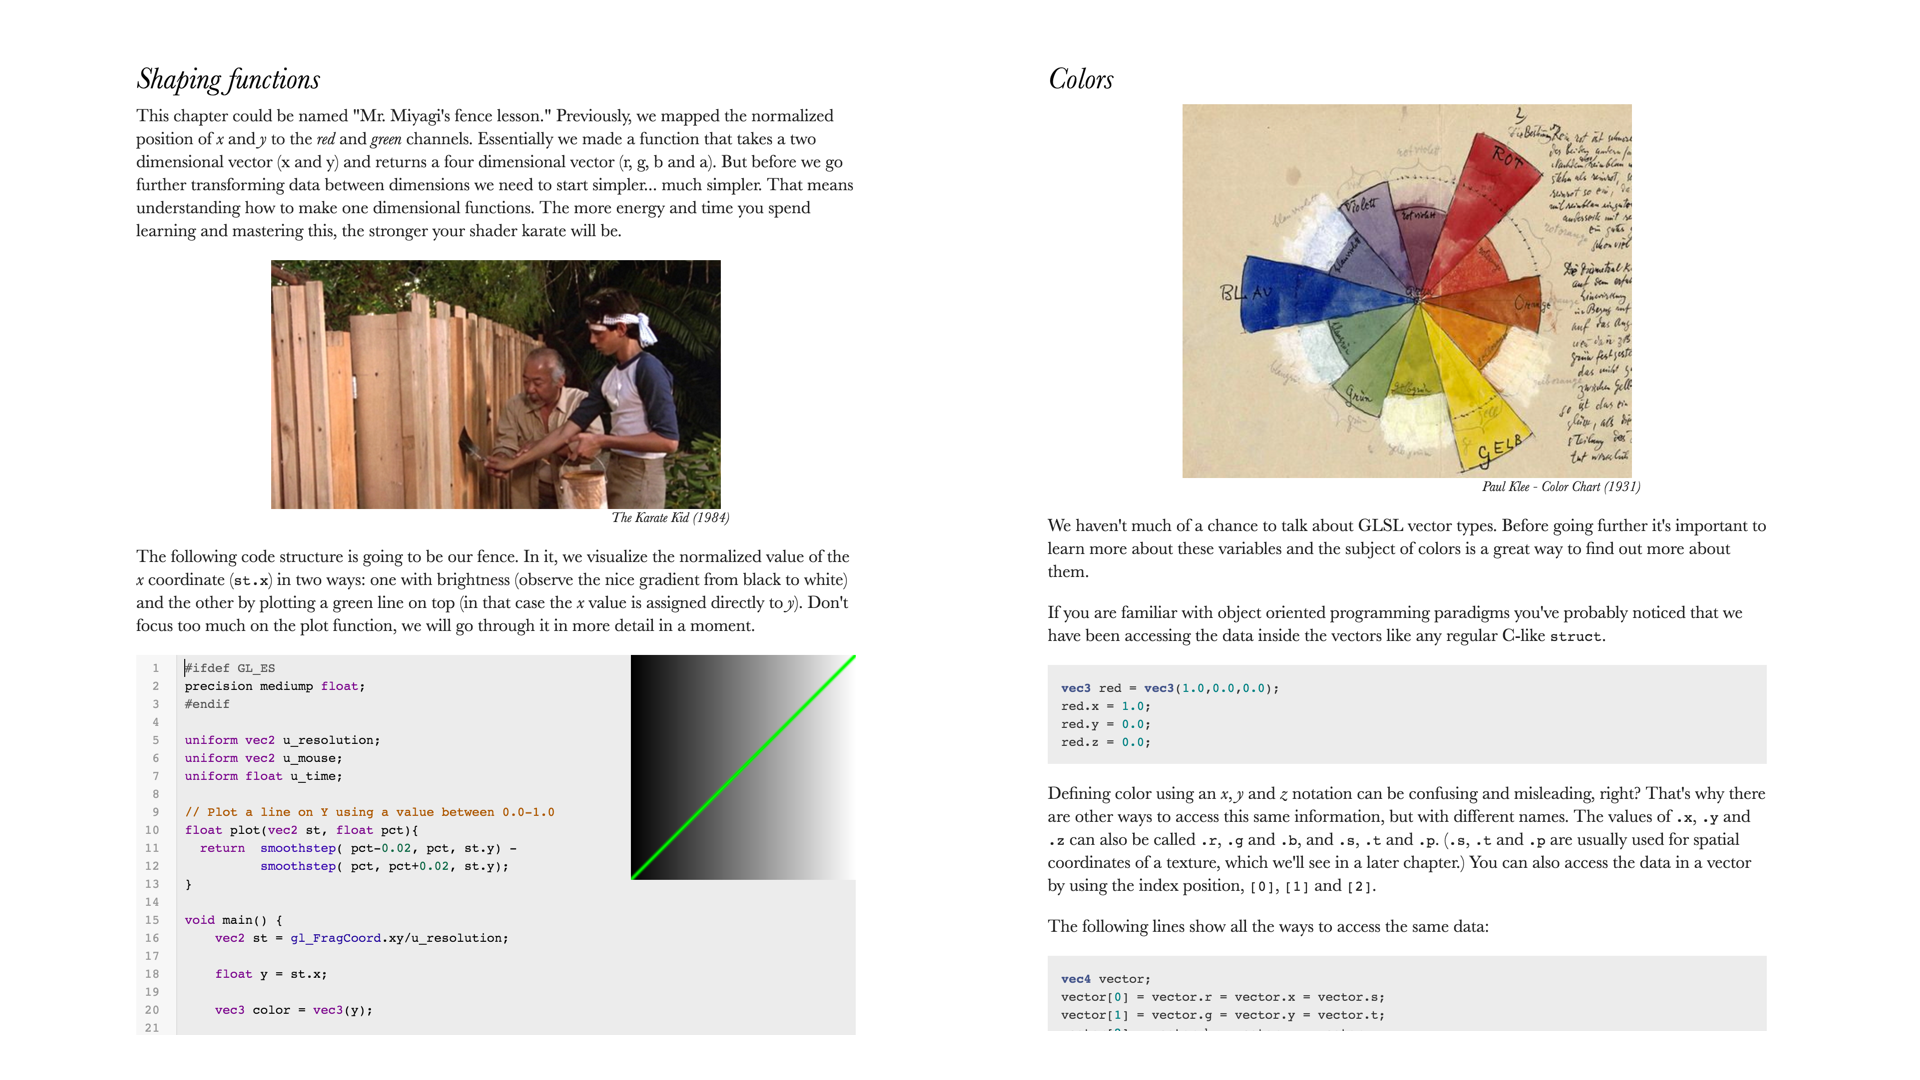 Shaping functions
This chapter could be named "Mr. Miyagi's fence lesson." Previously, we mapped the normalized
position of x and y to the red and green channels. Essentially we made a function that takes a two
dimensional vector (x and y) and returns a four dimensional vector (r, g, b and a). But before we go
further transforming data between dimensions we need to start simpler... much simpler. That means
understanding how to make one dimensional functions. The more energy and time you spend
learning and mastering this, the stronger your shader karate will be.
The Karate Kid (1984)
The following code structure is going to be our fence. In it, we visualize the normalized value of the
x coordinate (st.x) in two ways: one with brightness (observe the nice gradient from black to white)
and the other by plotting a green line on top (in that case the x value is assigned directly to y). Don't
focus too much on the plot function, we will go through it in more detail in a moment.
1 #ifdef GL_ES
2 precision mediump float;
3 #endif
4
5 uniform vec2 u_resolution;
6 uniform vec2 u_mouse;
7 uniform float u_time;
8
9 // Plot a line on Y using a value between 0.0-1.0
10 float plot(vec2 st, float pct){
11 return smoothstep( pct-0.02, pct, st.y) -
12 smoothstep( pct, pct+0.02, st.y);
13 }
14
15 void main() {
16 vec2 st = gl_FragCoord.xy/u_resolution;
17
18 float y = st.x;
19
20 vec3 color = vec3(y);
21
Colors
ROT
Violett
rotviolett
BLAU
Orange
Grün
gelb
GELB
Paul Klee - Color Chart (1931)
We haven't much of a chance to talk about GLSL vector types. Before going further it's important to
learn more about these variables and the subject of colors is a great way to find out more about
them.
If you are familiar with object oriented programming paradigms you've probably noticed that we
have been accessing the data inside the vectors like any regular C-like struct.
vec3 red = vec3(1.0,0.0,0.0);
red.x = 1.0;
red.y = 0.0;
red.z = 0.0;
Defining color using an x, y and z notation can be confusing and misleading, right? That's why there
are other ways to access this same information, but with different names. The values of .x, .y and
.z can also be called .r, .g and .b, and .s, .t and .p. (.s, .t and .p are usually used for spatial
coordinates of a texture, which we'll see in a later chapter.) You can also access the data in a vector
by using the index position, [0], [1] and [2].
The following lines show all the ways to access the same data:
vec4 vector;
vector[0] = vector.r = vector.x = vector.s;
vector[1] = vector.g = vector.y = vector.t;